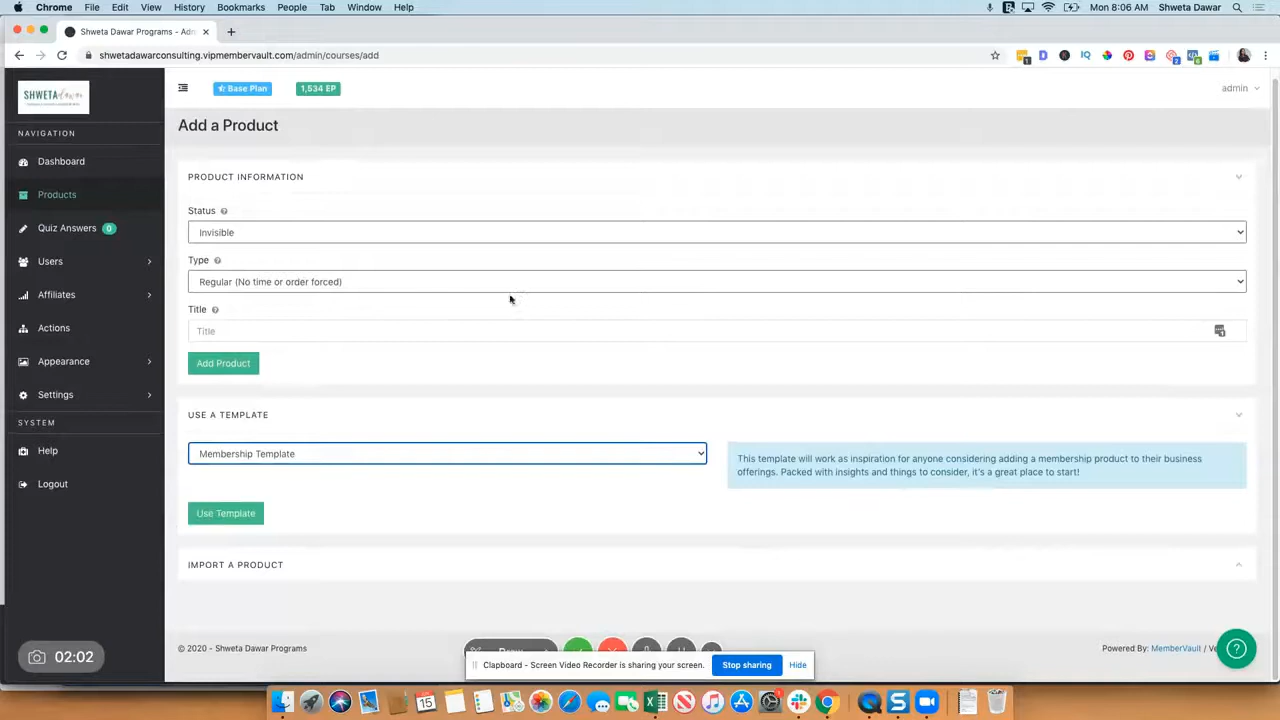 Chrome File Edit View History Bookmarks People Tab Window Help Mon 8:06 AM Shweta Dawar
Shweta Dawar Programs - Adm
shwetadawarconsulting.vipmembervault.com/admin/courses/add
SHWETA dawar
Base Plan 1,534 EP admin
NAVIGATION
Dashboard
Products
Quiz Answers 0
Users
Affiliates
Actions
Appearance
Settings
SYSTEM
Help
Logout
Add a Product
PRODUCT INFORMATION
Status
Invisible
Type
Regular (No time or order forced)
Title
Title
Add Product
USE A TEMPLATE
Membership Template
This template will work as inspiration for anyone considering adding a membership product to their business
offerings. Packed with insights and things to consider, it's a great place to start!
Use Template
IMPORT A PRODUCT
© 2020 - Shweta Dawar Programs
Powered By: MemberVault
02:02
Clapboard - Screen Video Recorder is sharing your screen. Stop sharing Hide
15